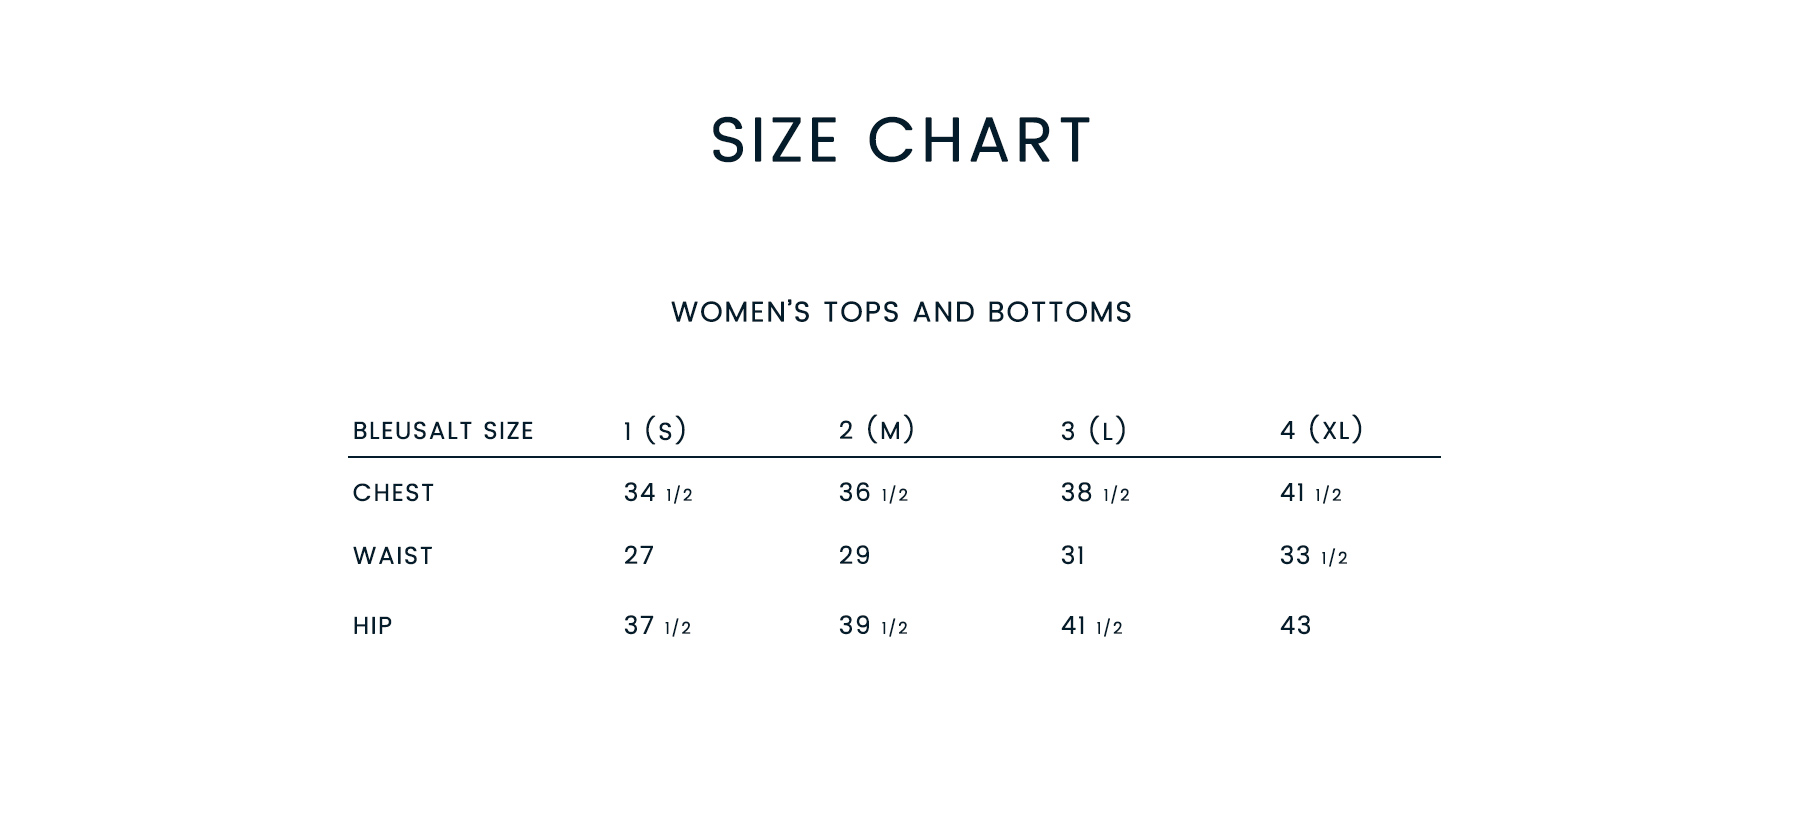 SIZE CHART
WOMEN’S TOPS AND BOTTOMS
BLEUSALT SIZE 1 (S) 2 (M) 3 (L) 4 (XL)
CHEST 34 1/2 36 1/2 38 1/2 41 1/2
WAIST 27 29 31 33 1/2
HIP 37 1/2 39 1/2 41 1/2 43